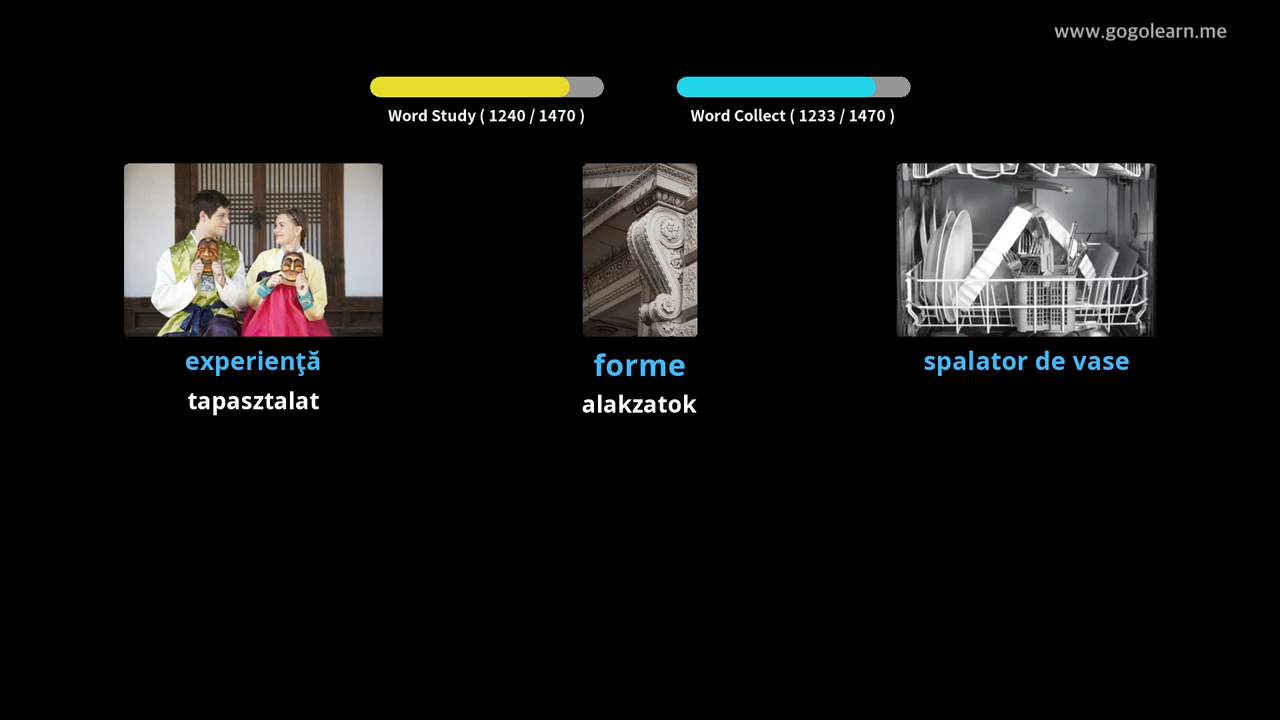 www.gogolearn.me
Word Study ( 1240 / 1470 )
Word Collect ( 1233 / 1470 )
experienţă
forme
spalator de vase
tapasztalat
alakzatok